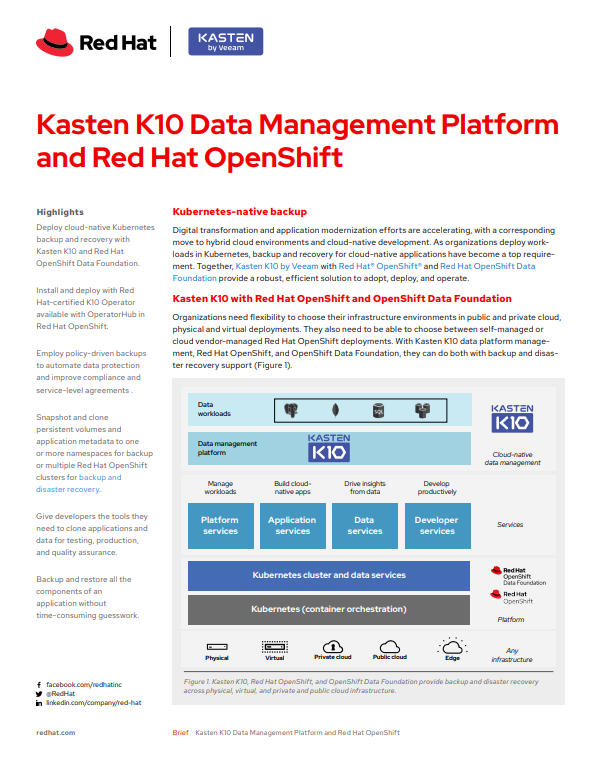 Red Hat
KASTEN
by Veeam
Kasten K10 Data Management Platform
and Red Hat OpenShift
Highlights
Deploy cloud-native Kubernetes
backup and recovery with
Kasten K10 and Red Hat
OpenShift Data Foundation.
Install and deploy with Red
Hat-certified K10 Operator
available with OperatorHub in
Red Hat OpenShift.
Employ policy-driven backups
to automate data protection
and improve compliance and
service-level agreements .
Snapshot and clone
persistent volumes and
application metadata to one
or more namespaces for backup
or multiple Red Hat OpenShift
clusters for backup and
disaster recovery.
Give developers the tools they
need to clone applications and
data for testing, production,
and quality assurance.
Backup and restore all the
components of an
application without
time-consuming guesswork.
facebook.com/redhatinc
@RedHat
linkedin.com/company/red-hat
Kubernetes-native backup
Digital transformation and application modernization efforts are accelerating, with a corresponding
move to hybrid cloud environments and cloud-native development. As organizations deploy work-
loads in Kubernetes, backup and recovery for cloud-native applications have become a top require-
ment. Together, Kasten K10 by Veeam with Red Hat® OpenShift® and Red Hat OpenShift Data
Foundation provide a robust, efficient solution to adopt, deploy, and operate.
Kasten K10 with Red Hat OpenShift and OpenShift Data Foundation
Organizations need flexibility to choose their infrastructure environments in public and private cloud,
physical and virtual deployments. They also need to be able to choose between self-managed or
cloud vendor-managed Red Hat OpenShift deployments. With Kasten K10 data platform manage-
ment, Red Hat OpenShift, and OpenShift Data Foundation, they can do both with backup and disas-
ter recovery support (Figure 1).
Data
workloads
SQL
Data management
platform
KASTEN
K10
KASTEN
K10
Cloud-native
data management
Manage
workloads
Build cloud-
native apps
Drive insights
from data
Develop
productively
Platform
services
Application
services
Data
services
Developer
services
Services
Kubernetes cluster and data services
Kubernetes (container orchestration)
Red Hat
OpenShift
Data Foundation
Red Hat
OpenShift
Platform
Physical
Virtual
Private cloud
Public cloud
Edge
Any
infrastructure
Figure 1. Kasten K10, Red Hat OpenShift, and OpenShift Data Foundation provide backup and disaster recovery
across physical, virtual, and private and public cloud infrastructure.
redhat.com
Brief Kasten K10 Data Management Platform and Red Hat OpenShift